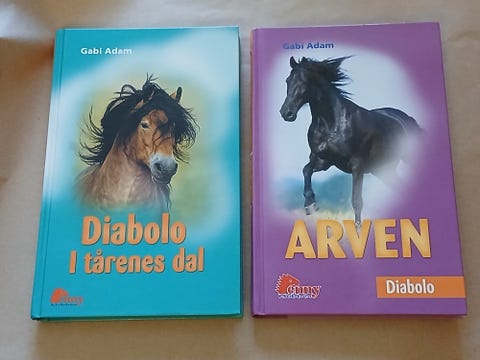 Gabi Adam
Diabolo
I tårenes dal
Gabi Adam
ARVEN
Diabolo